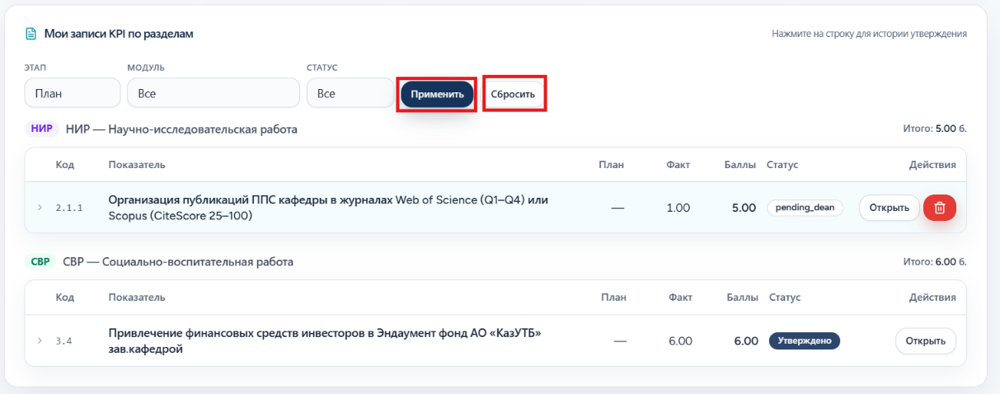 Мои записи KPI по разделам
Нажмите на строку для истории утверждения
ЭТАП МОДУЛЬ СТАТУС
План Все Все Применить Сбросить
НИР НИР — Научно-исследовательская работа Итого: 5.00 б.
Код Показатель План Факт Баллы Статус Действия
2.1.1 Организация публикаций ППС кафедры в журналах Web of Science (Q1–Q4) или
Scopus (CiteScore 25–100) — 1.00 5.00 pending_dean Открыть
СВР СВР — Социально-воспитательная работа Итого: 6.00 б.
Код Показатель План Факт Баллы Статус Действия
3.4 Привлечение финансовых средств инвесторов в Эндаумент фонд АО «КазУТБ»
зав.кафедрой — 6.00 6.00 Утверждено Открыть